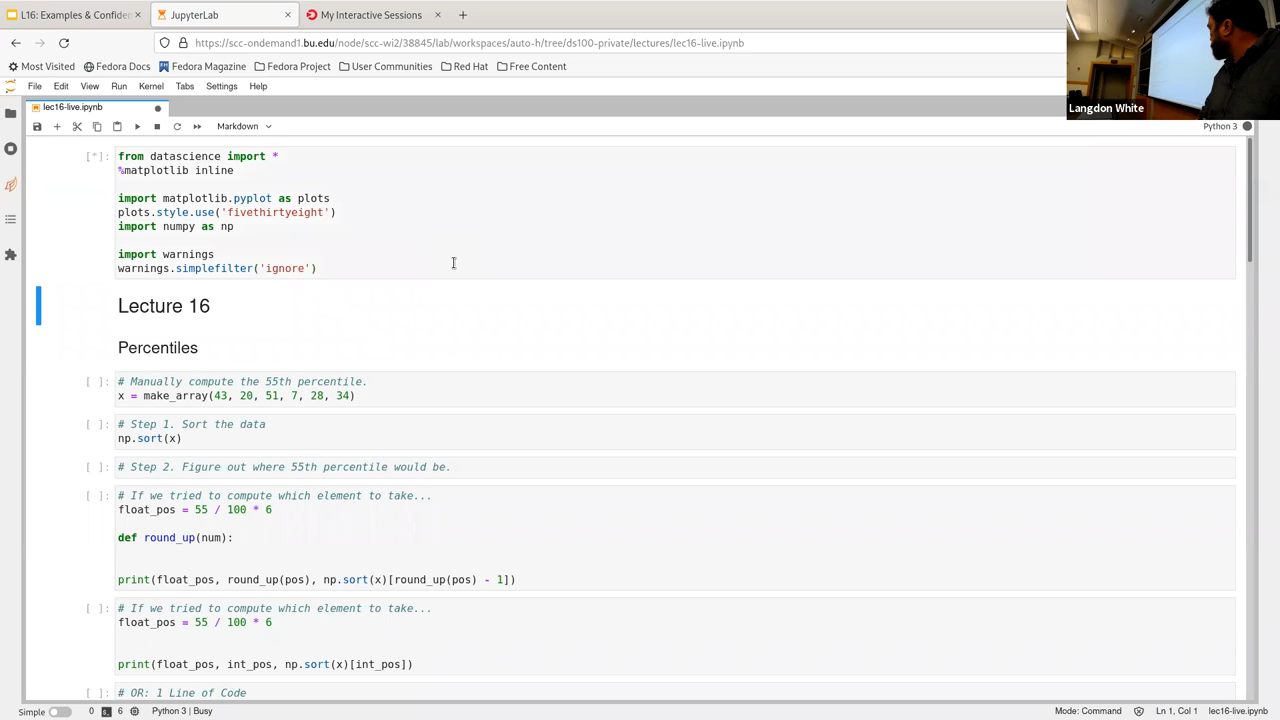 L16: Examples & Confiden
JupyterLab
My Interactive Sessions
https://scc-ondemand1.bu.edu/node/scc-wi2/38845/lab/workspaces/auto-h/tree/ds100-private/lectures/lec16-live.ipynb
Most Visited
Fedora Docs
Fedora Magazine
Fedora Project
User Communities
Red Hat
Free Content
Langdon White
File Edit View Run Kernel Tabs Settings Help
lec16-live.ipynb
Markdown
Python 3
[*]:
from datascience import *
%matplotlib inline
import matplotlib.pyplot as plots
plots.style.use('fivethirtyeight')
import numpy as np
import warnings
warnings.simplefilter('ignore')
Lecture 16
Percentiles
[ ]:
# Manually compute the 55th percentile.
x = make_array(43, 20, 51, 7, 28, 34)
[ ]:
# Step 1. Sort the data
np.sort(x)
[ ]:
# Step 2. Figure out where 55th percentile would be.
[ ]:
# If we tried to compute which element to take...
float_pos = 55 / 100 * 6
def round_up(num):
print(float_pos, round_up(pos), np.sort(x)[round_up(pos) - 1])
[ ]:
# If we tried to compute which element to take...
float_pos = 55 / 100 * 6
print(float_pos, int_pos, np.sort(x)[int_pos])
[ ]:
# OR: 1 Line of Code
Simple
0
6
Python 3 | Busy
Mode: Command
Ln 1, Col 1
lec16-live.ipynb